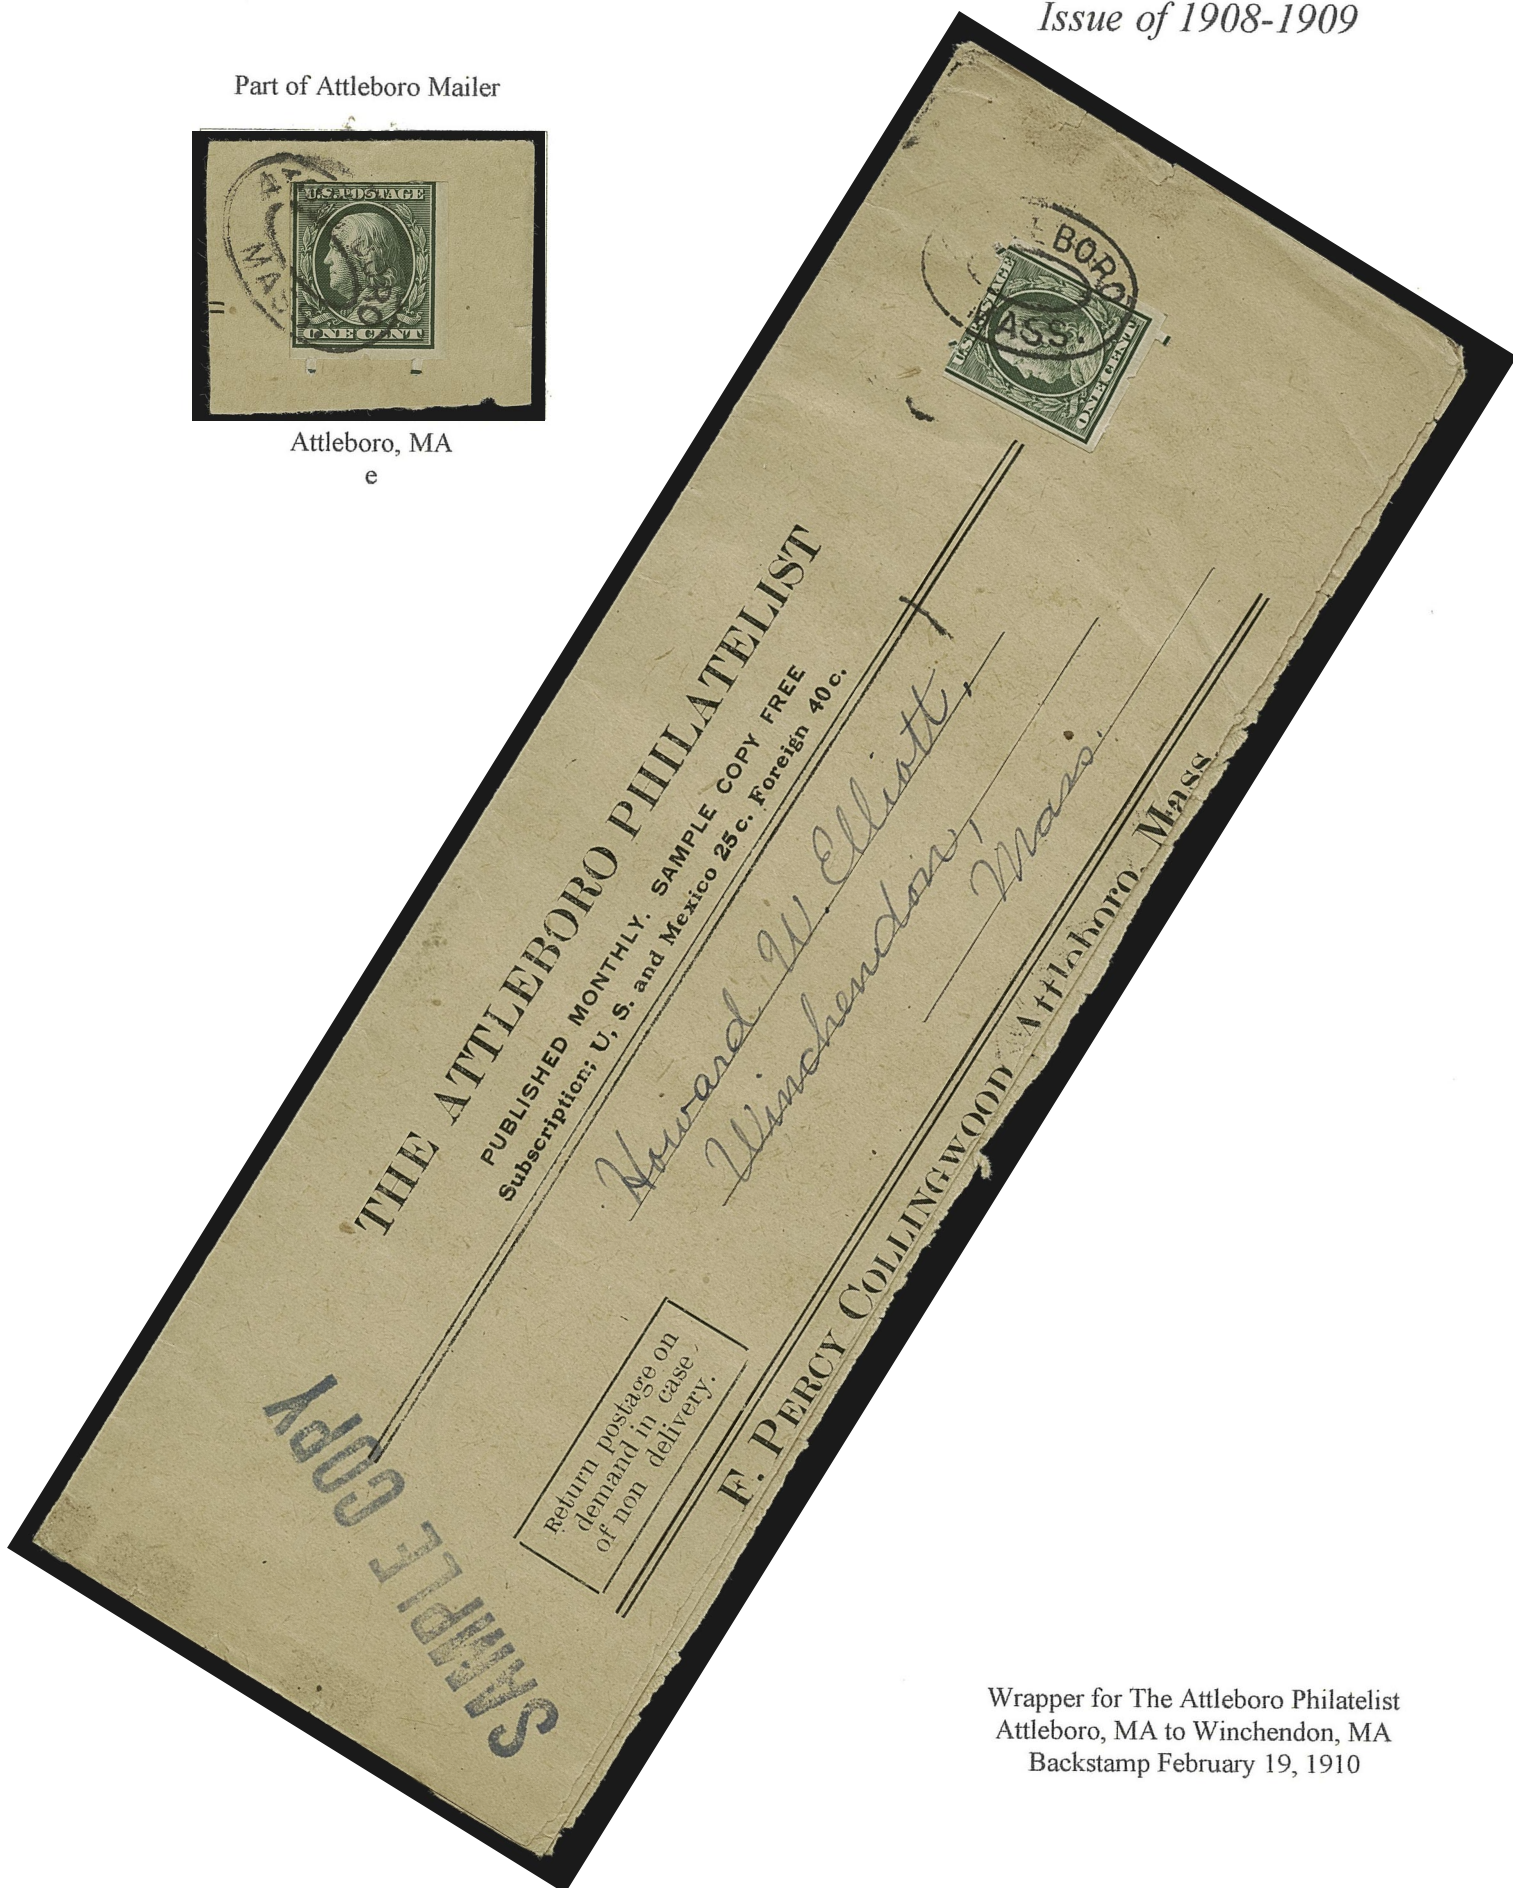 Issue of 1908-1909
Part of Attleboro Mailer
U.S. POSTAGE
ONE CENT
MASS
Attleboro, MA
e
BORO
ASS.
U.S. POSTAGE
ONE CENT
THE ATTLEBORO PHILATELIST
PUBLISHED MONTHLY. SAMPLE COPY FREE
Subscription; U, S. and Mexico 25c. Foreign 40c.
Howard W. Elliott,
Winchendon,
Mass.
Return postage on
demand in case
of non delivery.
F. PERCY COLLINGWOOD Attleboro, Mass.
SAMPLE COPY
Wrapper for The Attleboro Philatelist
Attleboro, MA to Winchendon, MA
Backstamp February 19, 1910